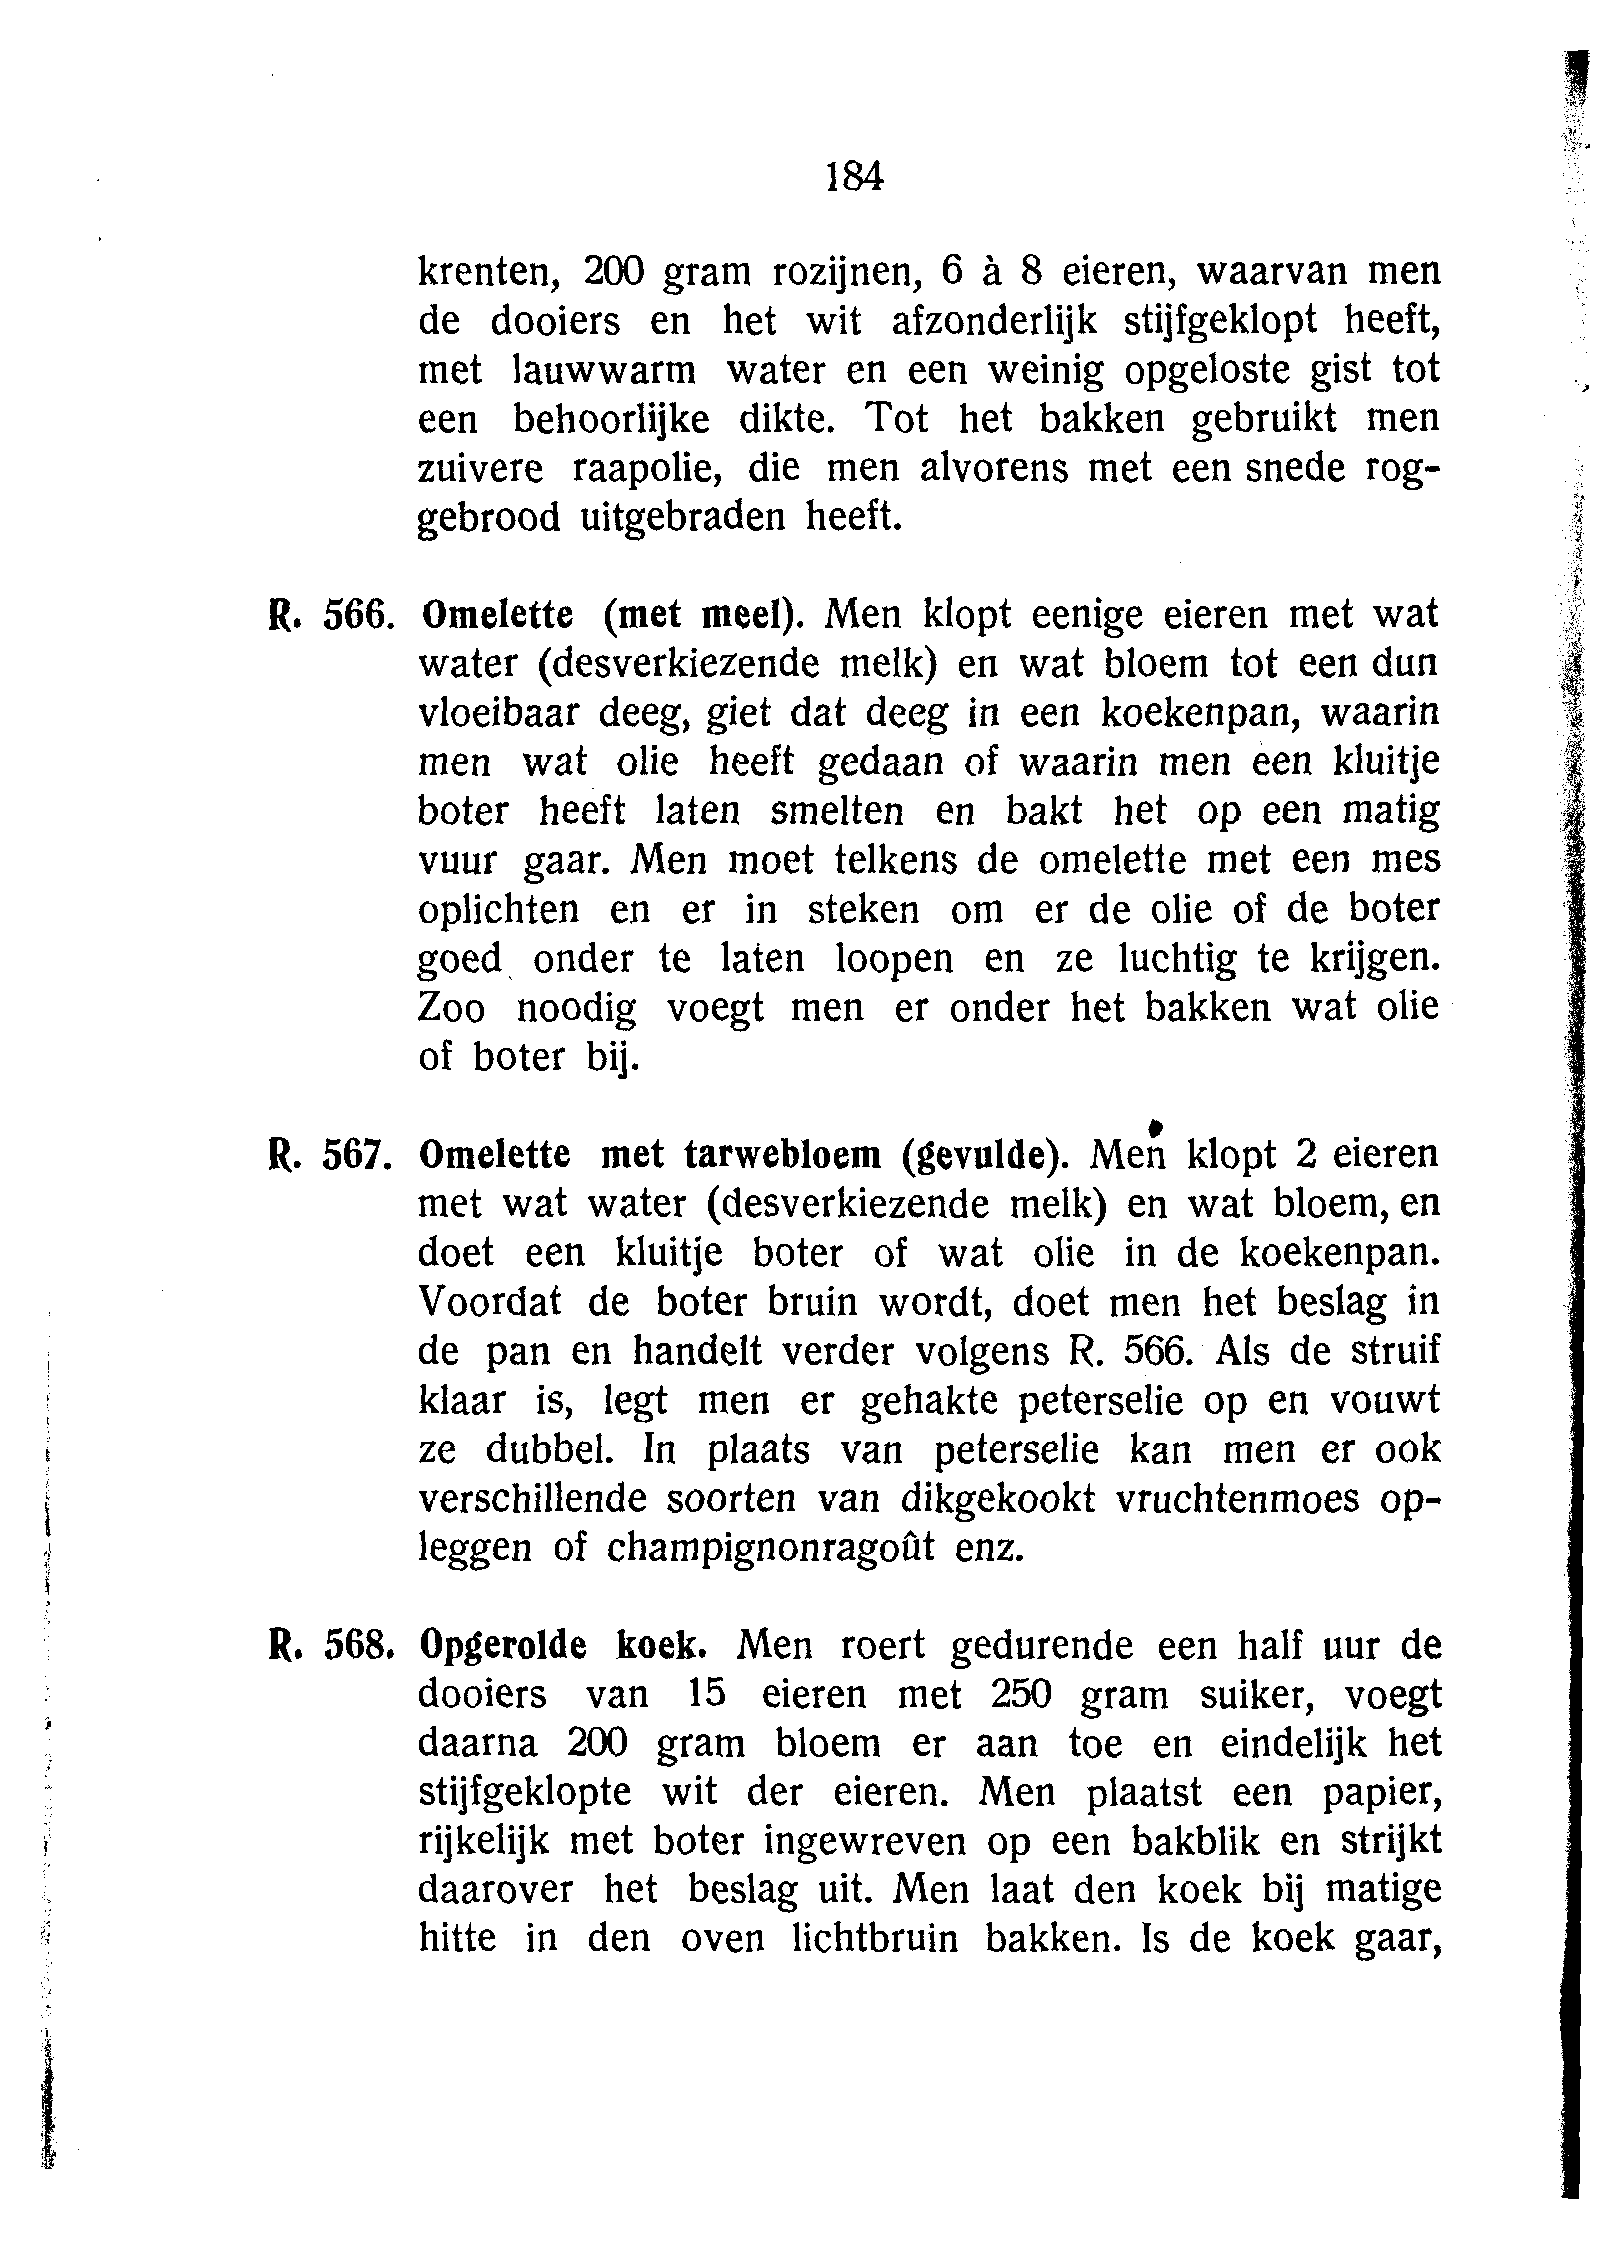 184
krenten, 200 gram rozijnen, 6 à 8 eieren, waarvan men
de dooiers en het wit afzonderlijk stijfgeklopt heeft,
met lauwwarm water en een weinig opgeloste gist tot
een behoorlijke dikte. Tot het bakken gebruikt men
zuivere raapolie, die men alvorens met een snede rog-
gebrood uitgebraden heeft.
R. 566. Omelette (met meel). Men klopt eenige eieren met wat
water (desverkiezende melk) en wat bloem tot een dun
vloeibaar deeg, giet dat deeg in een koekenpan, waarin
men wat olie heeft gedaan of waarin men een kluitje
boter heeft laten smelten en bakt het op een matig
vuur gaar. Men moet telkens de omelette met een mes
oplichten en er in steken om er de olie of de boter
goed onder te laten loopen en ze luchtig te krijgen.
Zoo noodig voegt men er onder het bakken wat olie
of boter bij.
R. 567. Omelette met tarwebloem (gevulde). Men klopt 2 eieren
met wat water (desverkiezende melk) en wat bloem, en
doet een kluitje boter of wat olie in de koekenpan.
Voordat de boter bruin wordt, doet men het beslag in
de pan en handelt verder volgens R. 566. Als de struif
klaar is, legt men er gehakte peterselie op en vouwt
ze dubbel. In plaats van peterselie kan men er ook
verschillende soorten van dikgekookt vruchtenmoes op-
leggen of champignonragoût enz.
R. 568. Opgerolde koek. Men roert gedurende een half uur de
dooiers van 15 eieren met 250 gram suiker, voegt
daarna 200 gram bloem er aan toe en eindelijk het
stijfgeklopte wit der eieren. Men plaatst een papier,
rijkelijk met boter ingewreven op een bakblik en strijkt
daarover het beslag uit. Men laat den koek bij matige
hitte in den oven lichtbruin bakken. Is de koek gaar,